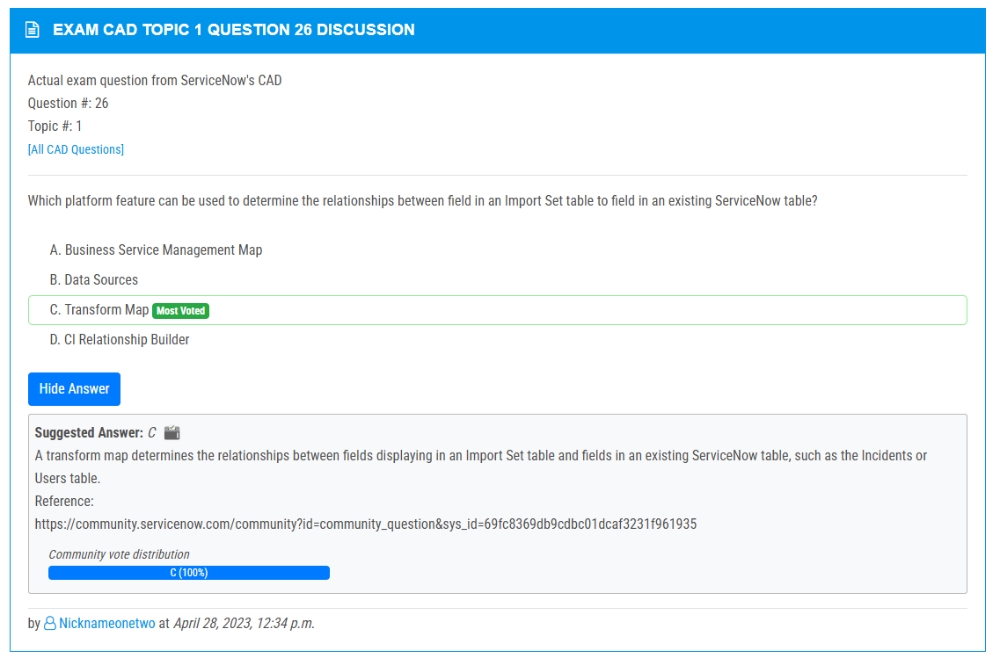 EXAM CAD TOPIC 1 QUESTION 26 DISCUSSION
Actual exam question from ServiceNow's CAD
Question #: 26
Topic #: 1
[All CAD Questions]
Which platform feature can be used to determine the relationships between field in an Import Set table to field in an existing ServiceNow table?
A. Business Service Management Map
B. Data Sources
C. Transform Map Most Voted
D. CI Relationship Builder
Hide Answer
Suggested Answer: C
A transform map determines the relationships between fields displaying in an Import Set table and fields in an existing ServiceNow table, such as the Incidents or
Users table.
Reference:
https://community.servicenow.com/community?id=community_question&sys_id=69fc8369db9cdbc01dcaf3231f961935
Community vote distribution
C (100%)
by Nicknameonetwo at April 28, 2023, 12:34 p.m.